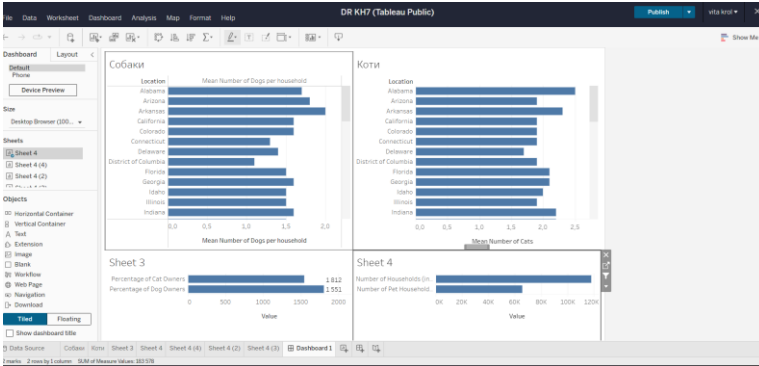 File Data Worksheet Dashboard Analysis Map Format Help
DR KH7 (Tableau Public)
Publish
vita krol
Show Me
Dashboard Layout
Default
Phone
Device Preview
Size
Desktop Browser (100...
Sheets
Sheet 4
Sheet 4 (4)
Sheet 4 (2)
Objects
Horizontal Container
Vertical Container
Text
Extension
Image
Blank
Workflow
Web Page
Navigation
Download
Tiled Floating
Show dashboard title
Собаки
Location Mean Number of Dogs per household
Alabama
Arizona
Arkansas
California
Colorado
Connecticut
Delaware
District of Columbia
Florida
Georgia
Idaho
Illinois
Indiana
0,0 0,5 1,0 1,5 2,0
Mean Number of Dogs per household
Коти
Location
Alabama
Arizona
Arkansas
California
Colorado
Connecticut
Delaware
District of Columbia
Florida
Georgia
Idaho
Illinois
Indiana
0,0 0,5 1,0 1,5 2,0 2,5
Mean Number of Cats
Sheet 3
Percentage of Cat Owners 1 812
Percentage of Dog Owners 1 551
0 500 1000 1500 2000
Value
Sheet 4
Number of Households (in..
Number of Pet Household..
0K 20K 40K 60K 80K 100K 120K
Value
Data Source Собаки Коти Sheet 3 Sheet 4 Sheet 4 (4) Sheet 4 (2) Sheet 4 (3) Dashboard 1
2 marks 2 rows by 1 column SUM of Measure Values: 183 578